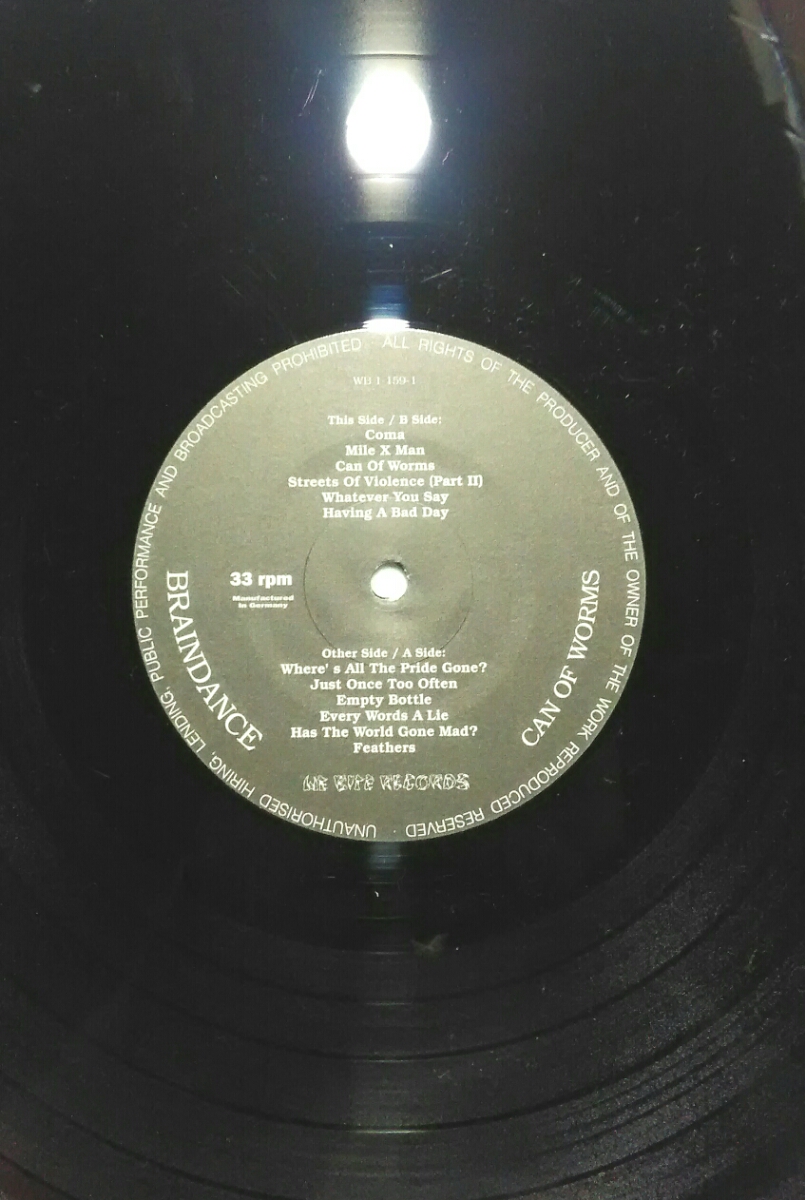 UNAUTHORISED HIRING, LENDING, PUBLIC PERFORMANCE AND BROADCASTING PROHIBITED · ALL RIGHTS OF THE PRODUCER AND OF THE OWNER OF THE WORK REPRODUCED RESERVED ·
WB 1-159-1
This Side / B Side:
Coma
Mile X Man
Can Of Worms
Streets Of Violence (Part II)
Whatever You Say
Having A Bad Day
33 rpm
Manufactured
in Germany
BRAINDANCE
CAN OF WORMS
Other Side / A Side:
Where' s All The Pride Gone?
Just Once Too Often
Empty Bottle
Every Words A Lie
Has The World Gone Mad?
Feathers
WE BITE RECORDS